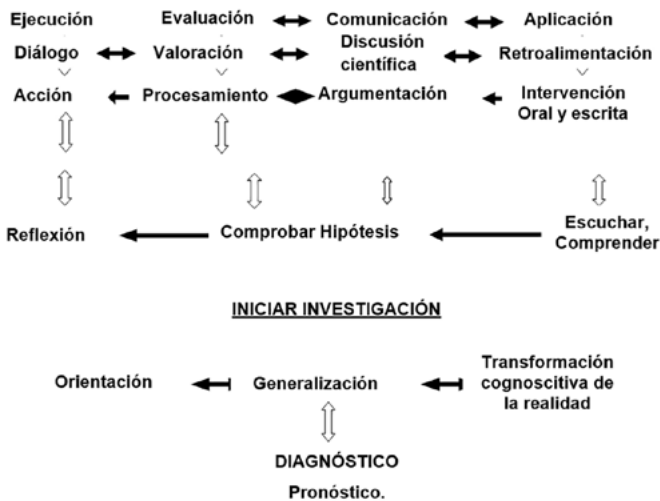 Ejecución Evaluación Comunicación Aplicación
Diálogo Valoración Discusión científica Retroalimentación
Acción Procesamiento Argumentación Intervención Oral y escrita
Reflexión Comprobar Hipótesis Escuchar, Comprender
INICIAR INVESTIGACIÓN
Orientación Generalización Transformación cognoscitiva de la realidad
DIAGNÓSTICO
Pronóstico.